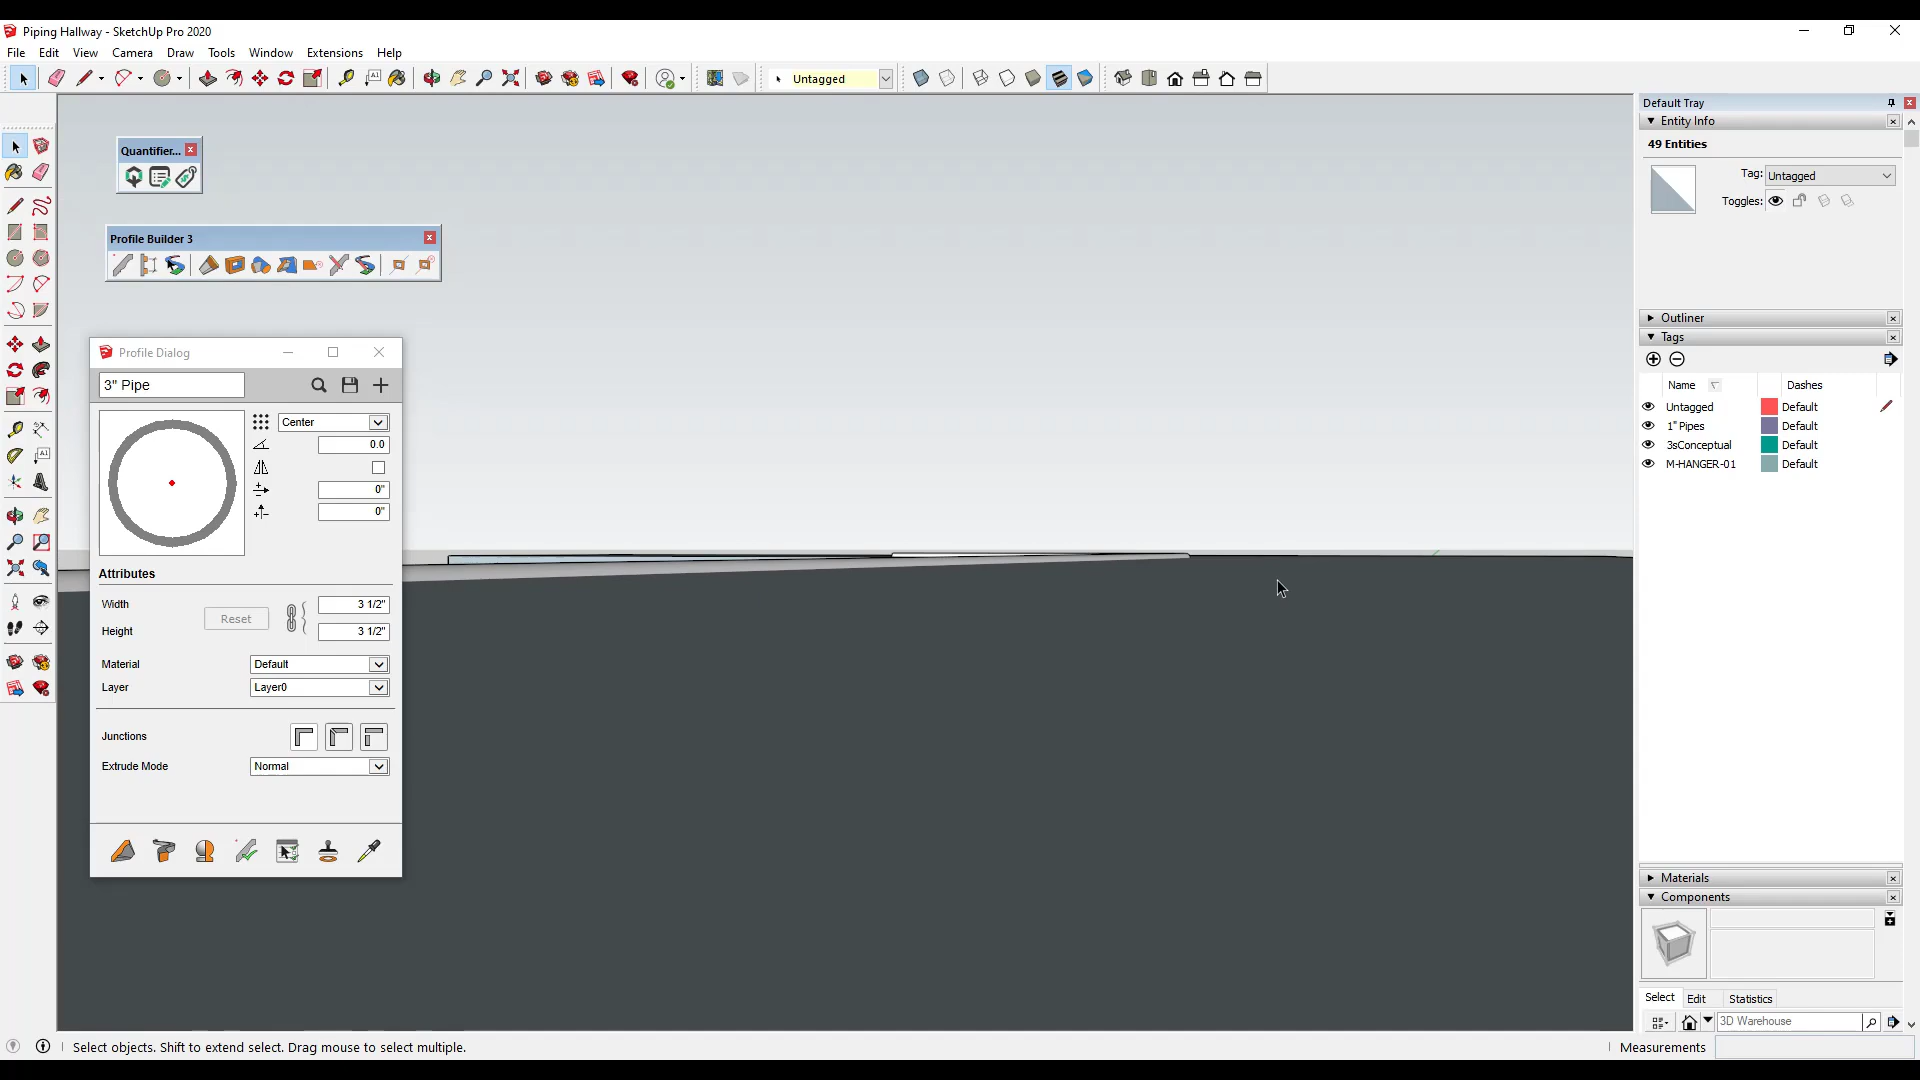 Piping Hallway - SketchUp Pro 2020
File Edit View Camera Draw Tools Window Extensions Help
Untagged
Default Tray
Entity Info
49 Entities
Tag: Untagged
Toggles:
Outliner
Tags
Name Dashes
Untagged Default
1" Pipes Default
3sConceptual Default
M-HANGER-01 Default
Materials
Components
Select Edit Statistics
3D Warehouse
Quantifier...
Profile Builder 3
Profile Dialog
3" Pipe
Center
0.0
0"
0"
Attributes
Width 3 1/2"
Reset
Height 3 1/2"
Material Default
Layer Layer0
Junctions
Extrude Mode Normal
Select objects. Shift to extend select. Drag mouse to select multiple.
Measurements